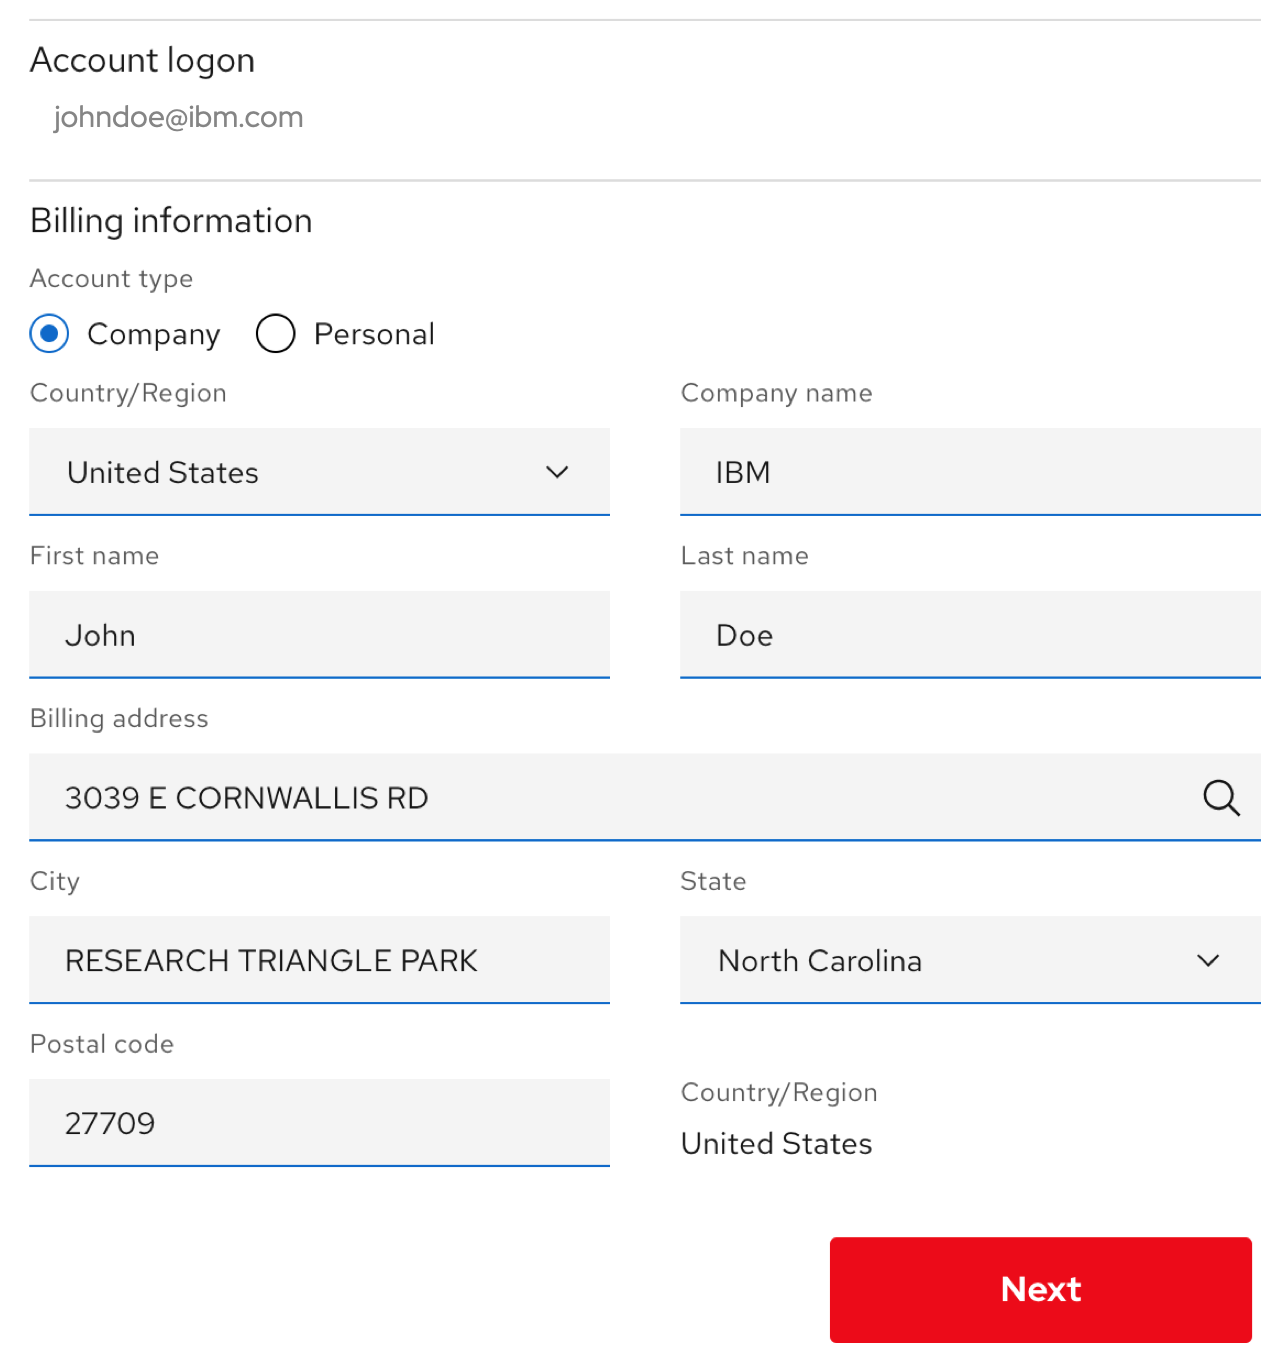 Account logon
johndoe@ibm.com
Billing information
Account type
Company Personal
Country/Region Company name
United States IBM
First name Last name
John Doe
Billing address
3039 E CORNWALLIS RD
City State
RESEARCH TRIANGLE PARK North Carolina
Postal code
27709
Country/Region
United States
Next